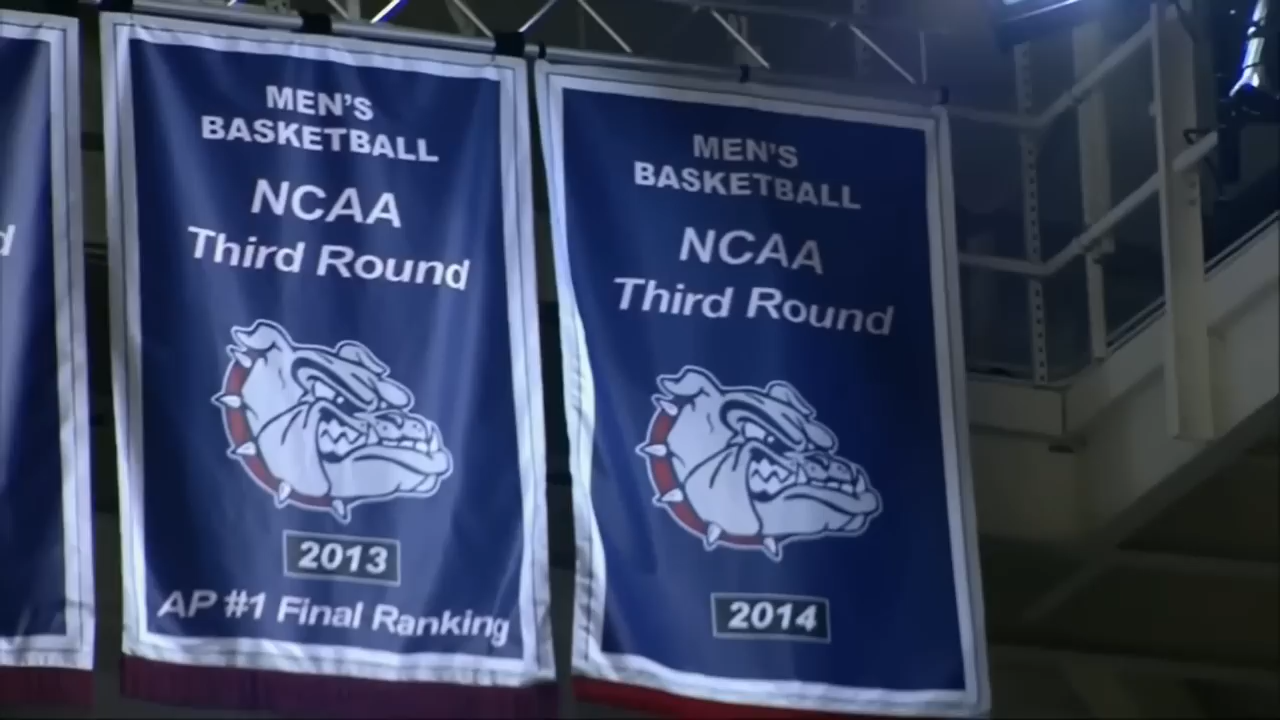 MEN'S
BASKETBALL
NCAA
Third Round
2013
AP #1 Final Ranking
MEN'S
BASKETBALL
NCAA
Third Round
2014